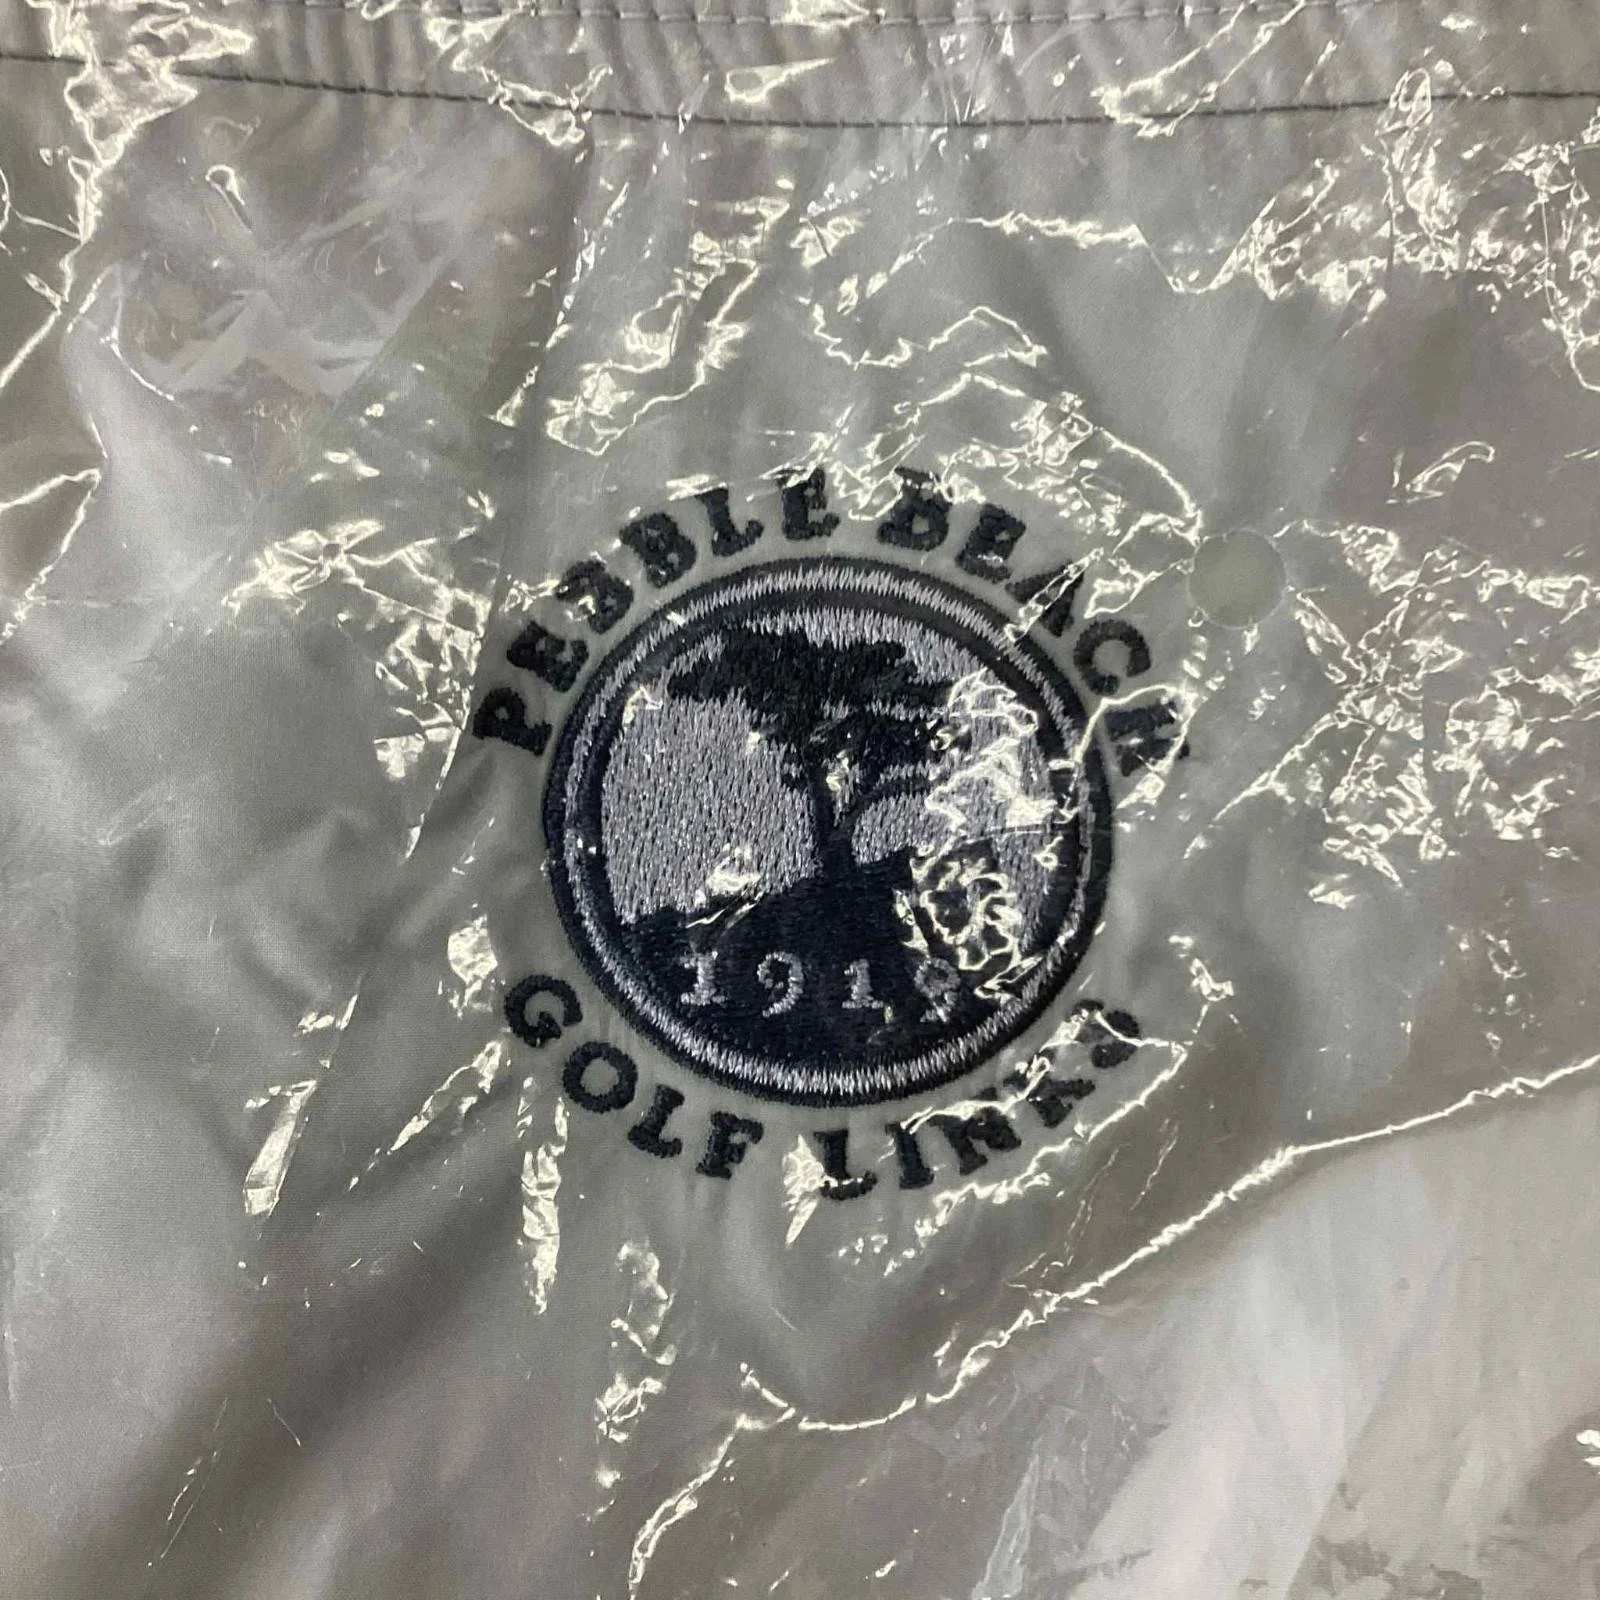 PEBBLE BEACH
1919
GOLF LINKS